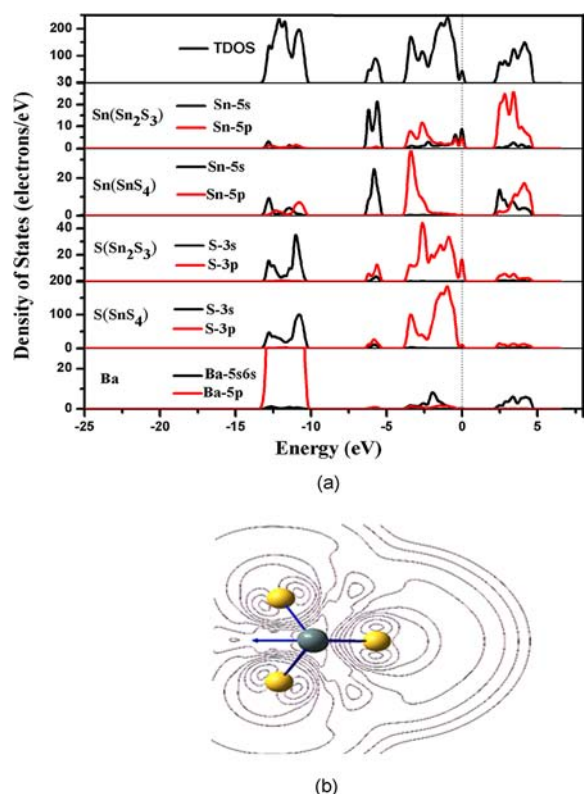 TDOS
200
100
30
Sn(Sn₂S₃)
Sn-5s
Sn-5p
20
10
0
Sn(SnS₄)
Sn-5s
Sn-5p
20
0
S(Sn₂S₃)
S-3s
S-3p
40
20
200
S(SnS₄)
S-3s
S-3p
100
0
Ba
Ba-5s6s
Ba-5p
20
0
-25 -20 -15 -10 -5 0 5
Density of States (electrons/eV)
Energy (eV)
(a)
(b)